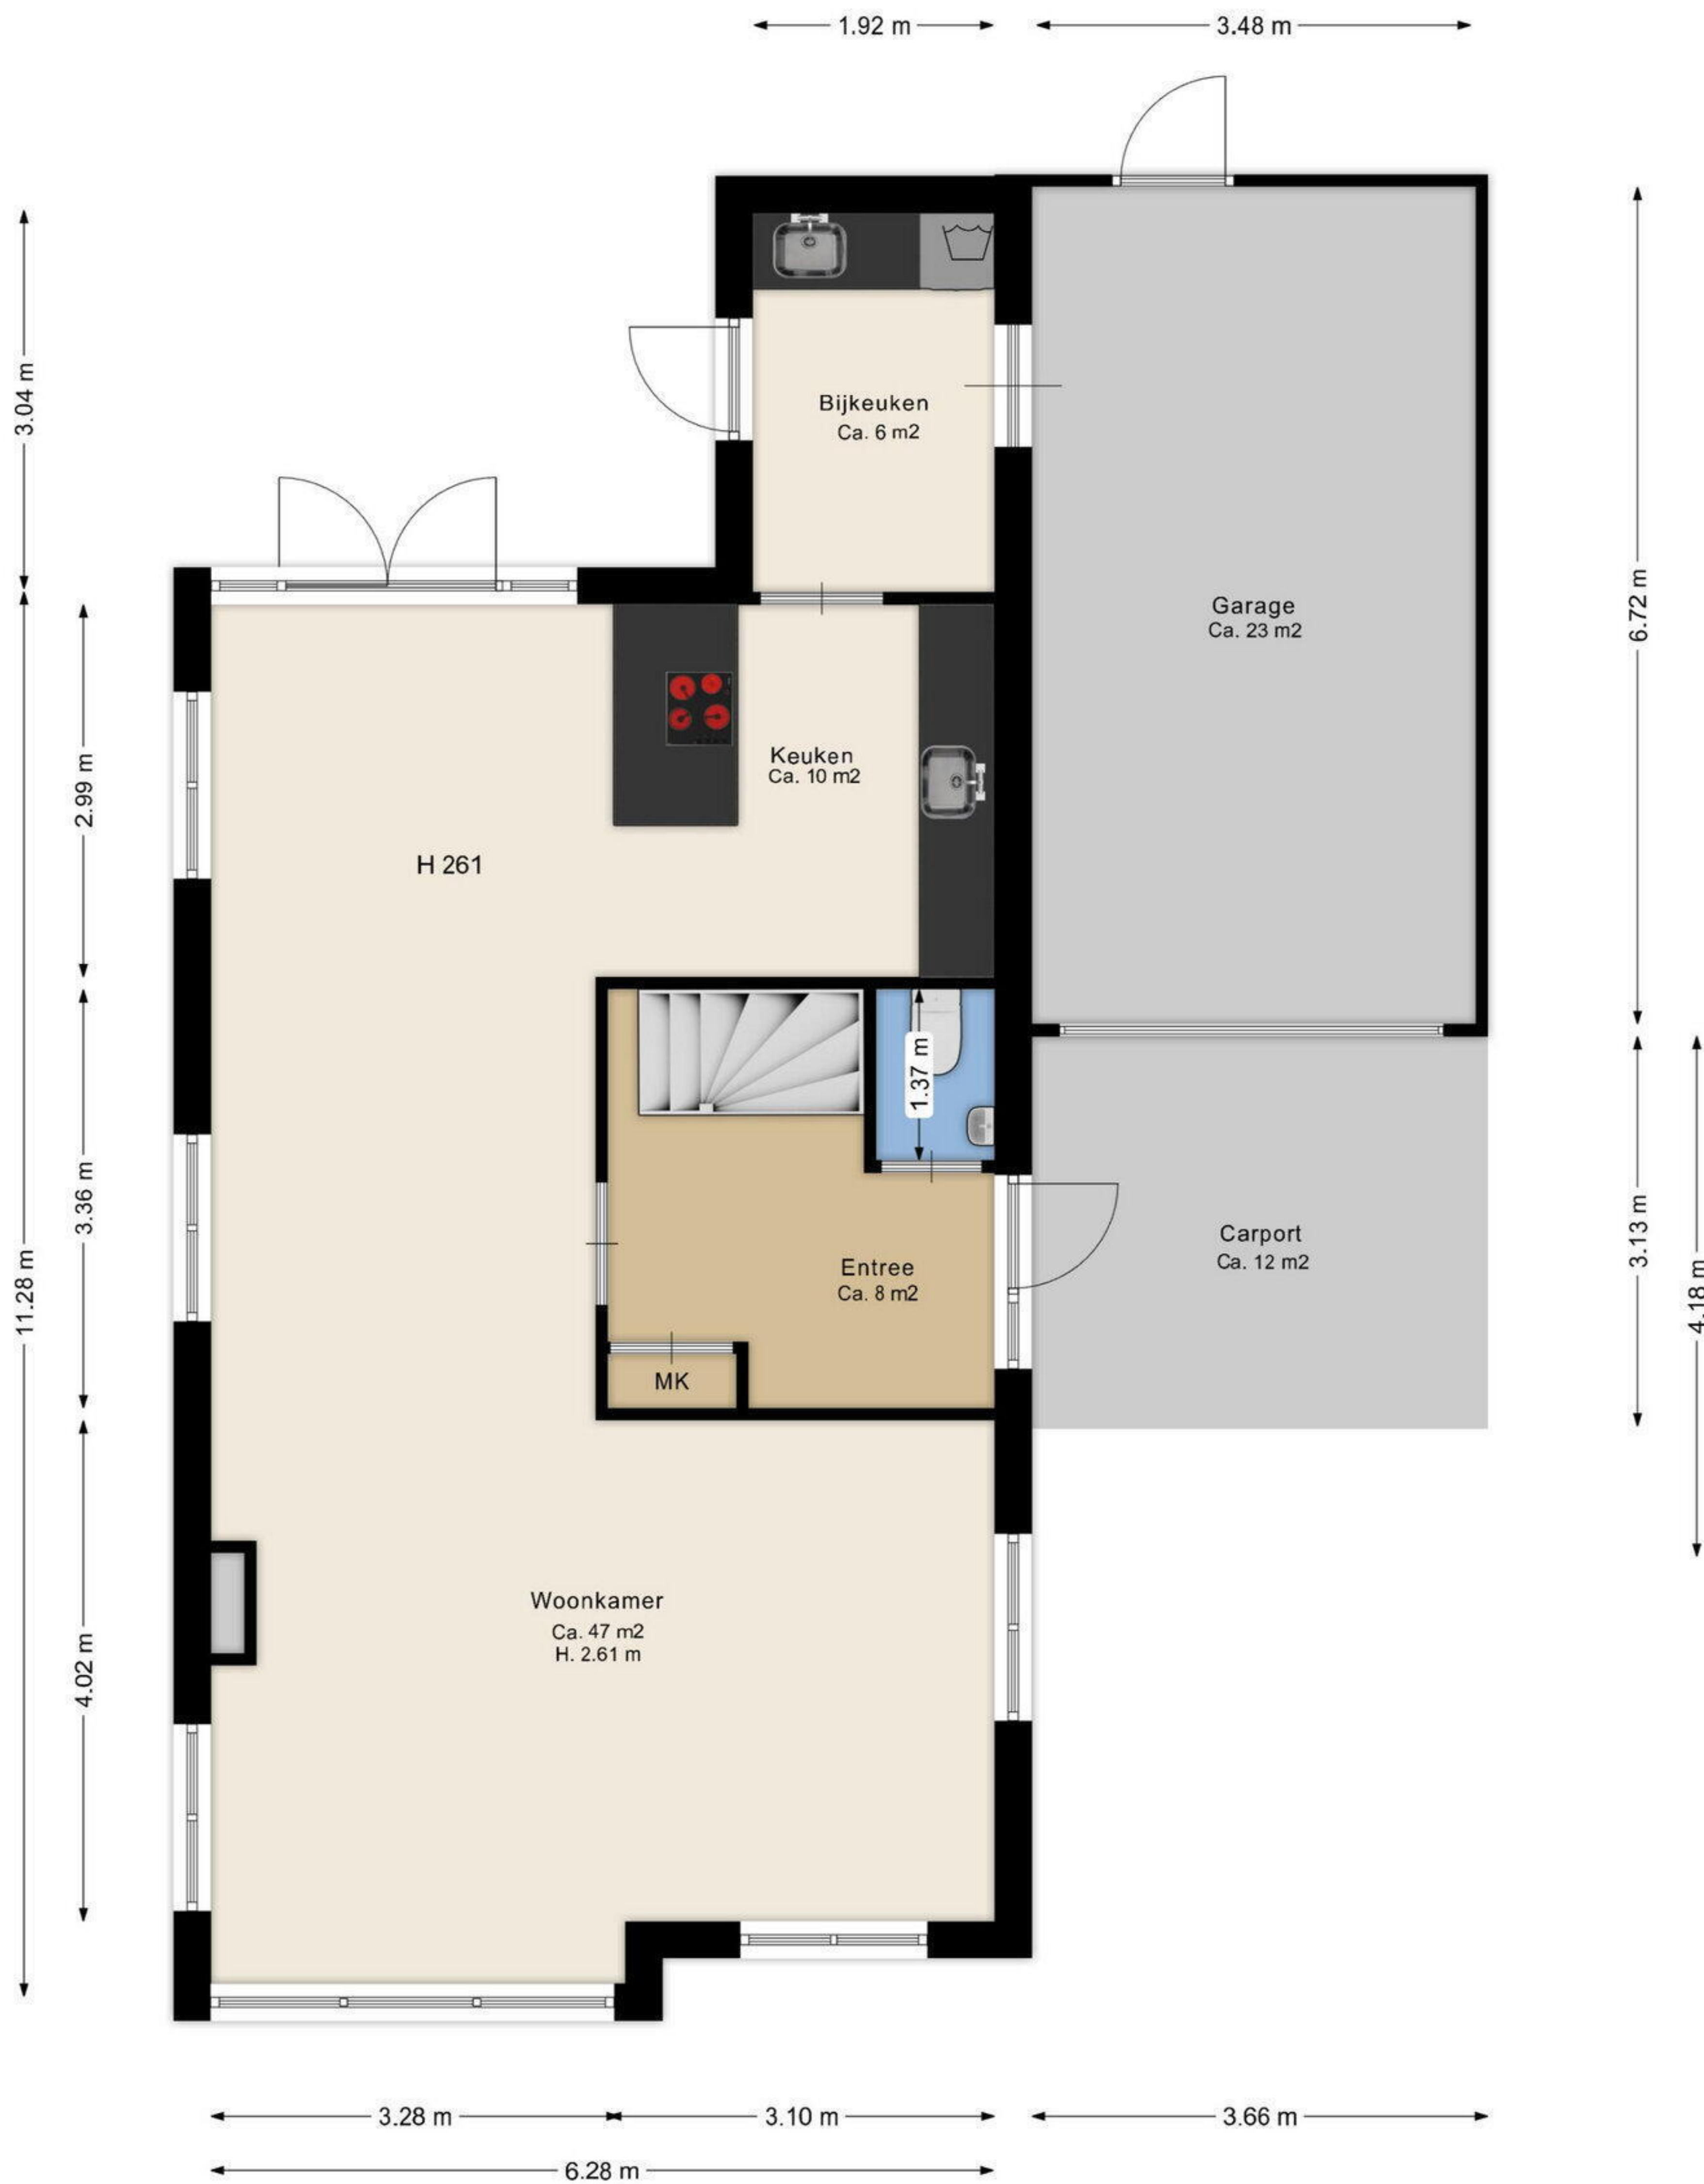 1.92 m
3.48 m
3.04 m
Bijkeuken
Ca. 6 m2
Garage
Ca. 23 m2
6.72 m
2.99 m
Keuken
Ca. 10 m2
H 261
1.37 m
3.36 m
11.28 m
Entree
Ca. 8 m2
Carport
Ca. 12 m2
3.13 m
4.18 m
MK
Woonkamer
Ca. 47 m2
H. 2.61 m
4.02 m
3.28 m
3.10 m
3.66 m
6.28 m